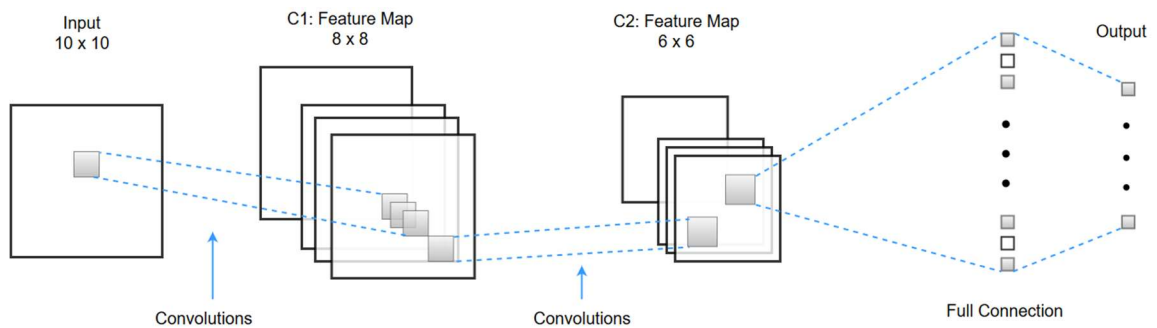 Input
10 x 10
C1: Feature Map
8 x 8
C2: Feature Map
6 x 6
Output
Convolutions
Convolutions
Full Connection